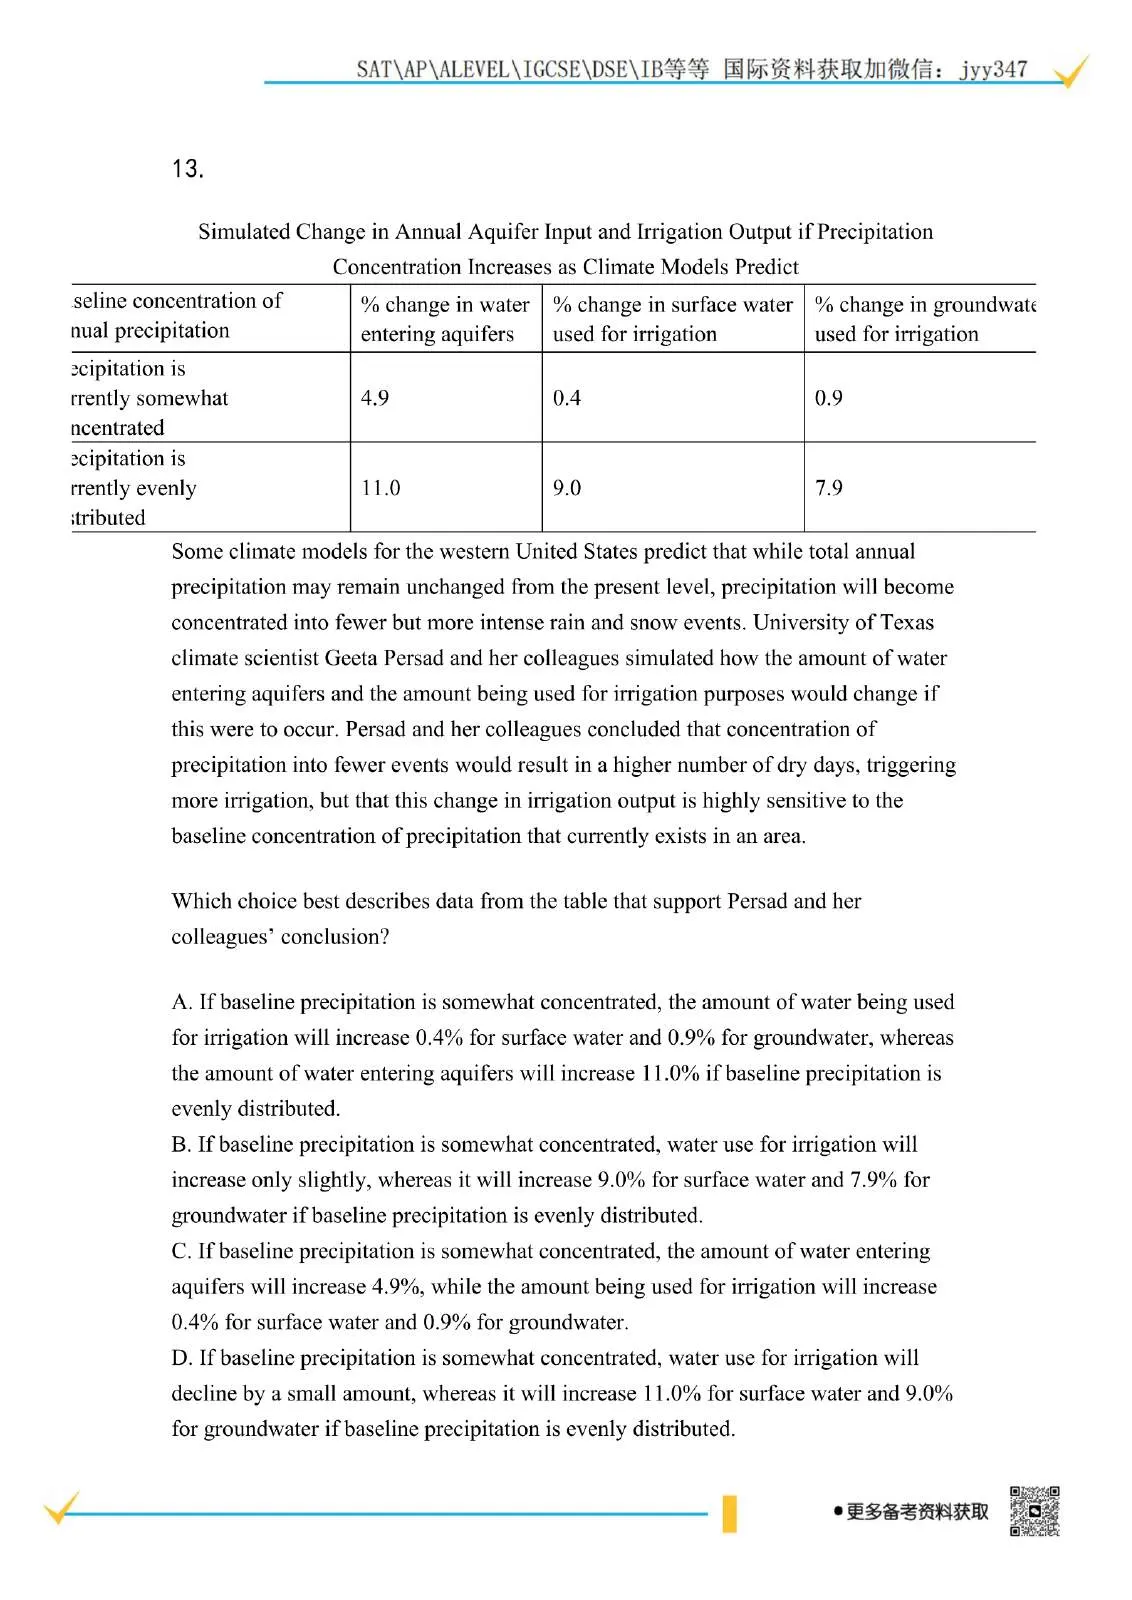 SAT\AP\ALEVEL\IGCSE\DSE\IB等等 国际资料获取加微信：jyy347
13.
Simulated Change in Annual Aquifer Input and Irrigation Output if Precipitation
Concentration Increases as Climate Models Predict
seline concentration of
nual precipitation
% change in water
entering aquifers
% change in surface water
used for irrigation
% change in groundwate
used for irrigation
ecipitation is
rrently somewhat
ncentrated
4.9
0.4
0.9
ecipitation is
rrently evenly
stributed
11.0
9.0
7.9
Some climate models for the western United States predict that while total annual
precipitation may remain unchanged from the present level, precipitation will become
concentrated into fewer but more intense rain and snow events. University of Texas
climate scientist Geeta Persad and her colleagues simulated how the amount of water
entering aquifers and the amount being used for irrigation purposes would change if
this were to occur. Persad and her colleagues concluded that concentration of
precipitation into fewer events would result in a higher number of dry days, triggering
more irrigation, but that this change in irrigation output is highly sensitive to the
baseline concentration of precipitation that currently exists in an area.
Which choice best describes data from the table that support Persad and her
colleagues’ conclusion?
A. If baseline precipitation is somewhat concentrated, the amount of water being used
for irrigation will increase 0.4% for surface water and 0.9% for groundwater, whereas
the amount of water entering aquifers will increase 11.0% if baseline precipitation is
evenly distributed.
B. If baseline precipitation is somewhat concentrated, water use for irrigation will
increase only slightly, whereas it will increase 9.0% for surface water and 7.9% for
groundwater if baseline precipitation is evenly distributed.
C. If baseline precipitation is somewhat concentrated, the amount of water entering
aquifers will increase 4.9%, while the amount being used for irrigation will increase
0.4% for surface water and 0.9% for groundwater.
D. If baseline precipitation is somewhat concentrated, water use for irrigation will
decline by a small amount, whereas it will increase 11.0% for surface water and 9.0%
for groundwater if baseline precipitation is evenly distributed.
●更多备考资料获取